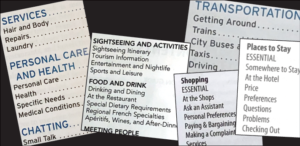 SERVICES
Hair and Body
Repairs
Laundry
PERSONAL CARE
AND HEALTH
Personal Care
Health
Specific Needs
Medical Conditions
CHATTING
Small Talk
SIGHTSEEING AND ACTIVITIES
Sightseeing Itinerary
Tourism Information
Entertainment and Nightlife
Sports and Leisure
FOOD AND DRINK
Drinking and Dining
At the Restaurant
Special Dietary Requirements
Regional French Specialties
Apéritifs, Wines, and After-Dinn
MEETING PEOPLE
TRANSPORTATION
Getting Around
Trains
City Buses a
Taxis
Driving
Shopping
ESSENTIAL
At the Shops
Ask an Assistant
Personal Preferences
Paying & Bargaining
Making a Complaint
Services
Places to Stay
ESSENTIAL
Somewhere to Stay
At the Hotel
Price
Preferences
Questions
Problems
Checking Out